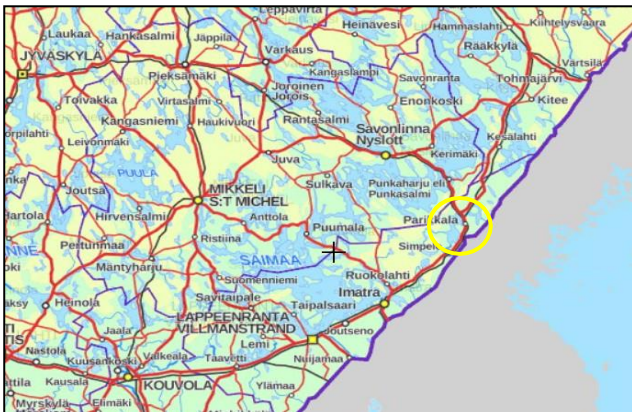 Leppävirta
Heinävesi
Hammaslahti
Kiihtelysvaara
Laukaa
Hankasalmi
Jäppilä
Varkaus
Rääkkylä
JYVÄSKYLÄ
Kangaslampi
Savonranta
Tohmajärvi
Värtsilä
Pieksämäki
Joroinen
Jorois
Enonkoski
Kitee
Toivakka
Virtasalmi
Rantasalmi
Kangasniemi
Haukivuori
Savonlinna
Nyslott
Kesälahti
Leivonmäki
Juva
Kerimäki
PUULA
Joutsa
MIKKELI
S:T MICHEL
Sulkava
Punkaharju eli
Punkasalmi
Hartola
Hirvensalmi
Anttola
Puumala
Parikkala
Pertunmaa
Ristiina
SAIMAA
Mäntyharju
Suomenniemi
Ruokolahti
Heinola
Savitaipale
Taipalsaari
Imatra
LAPPEENRANTA
VILLMANSTRAND
Joutseno
Jaala
Lemi
Nastola
Kuusankoski
Valkeala
Taavetti
Nuijamaa
Kausala
KOUVOLA
Ylämaa
Myrskylä
Elimäki